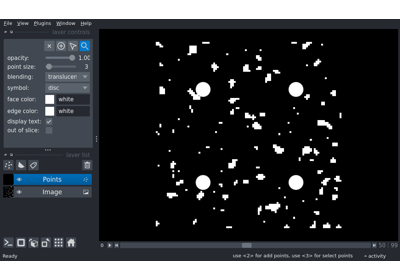 File View Plugins Window Help
layer controls
opacity: 1.00
point size: 3
blending: translucen
symbol: disc
face color: white
edge color: white
display text:
out of slice:
layer list
Points
Image
0 50 99
Ready use <2> for add points, use <3> for select points activity